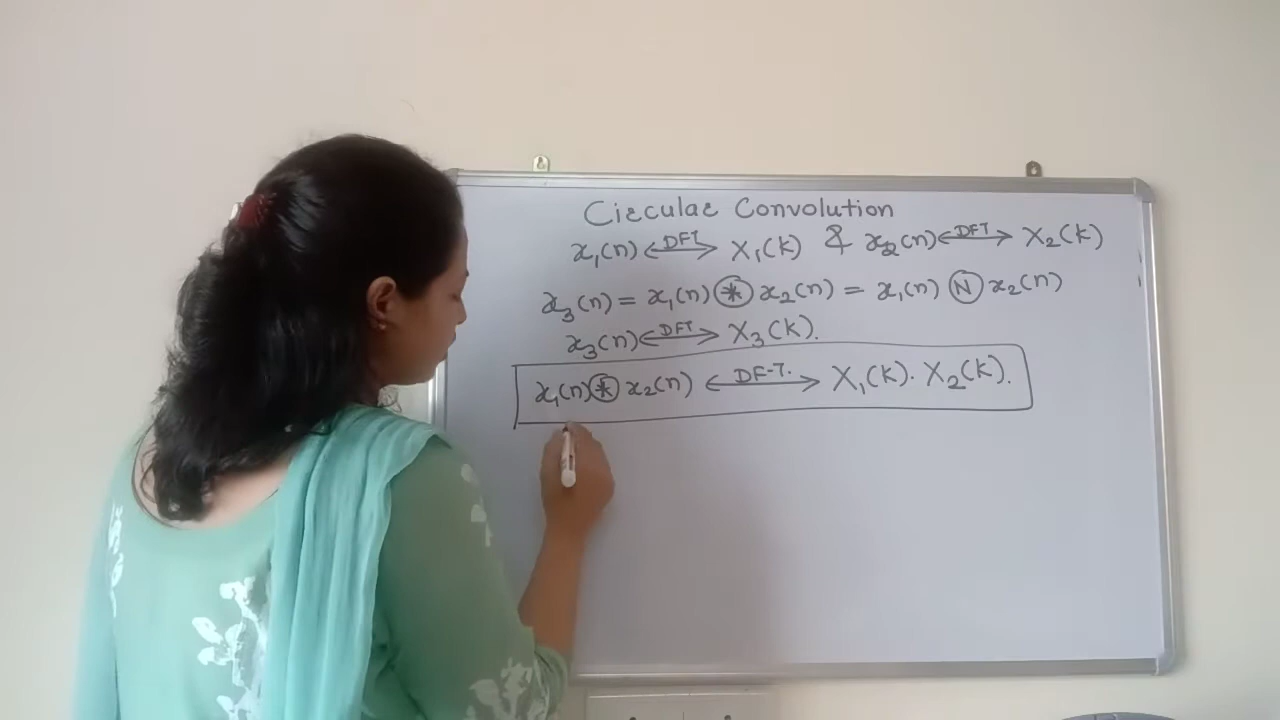 Circular Convolution
x₁(n) <-DFT-> X₁(k) & x₂(n) <-DFT-> X₂(k)
x₃(n) = x₁(n) ⊛ x₂(n) = x₁(n) Ⓝ x₂(n)
x₃(n) <-DFT-> X₃(k).
x₁(n) ⊛ x₂(n) <-DFT.-> X₁(k). X₂(k).